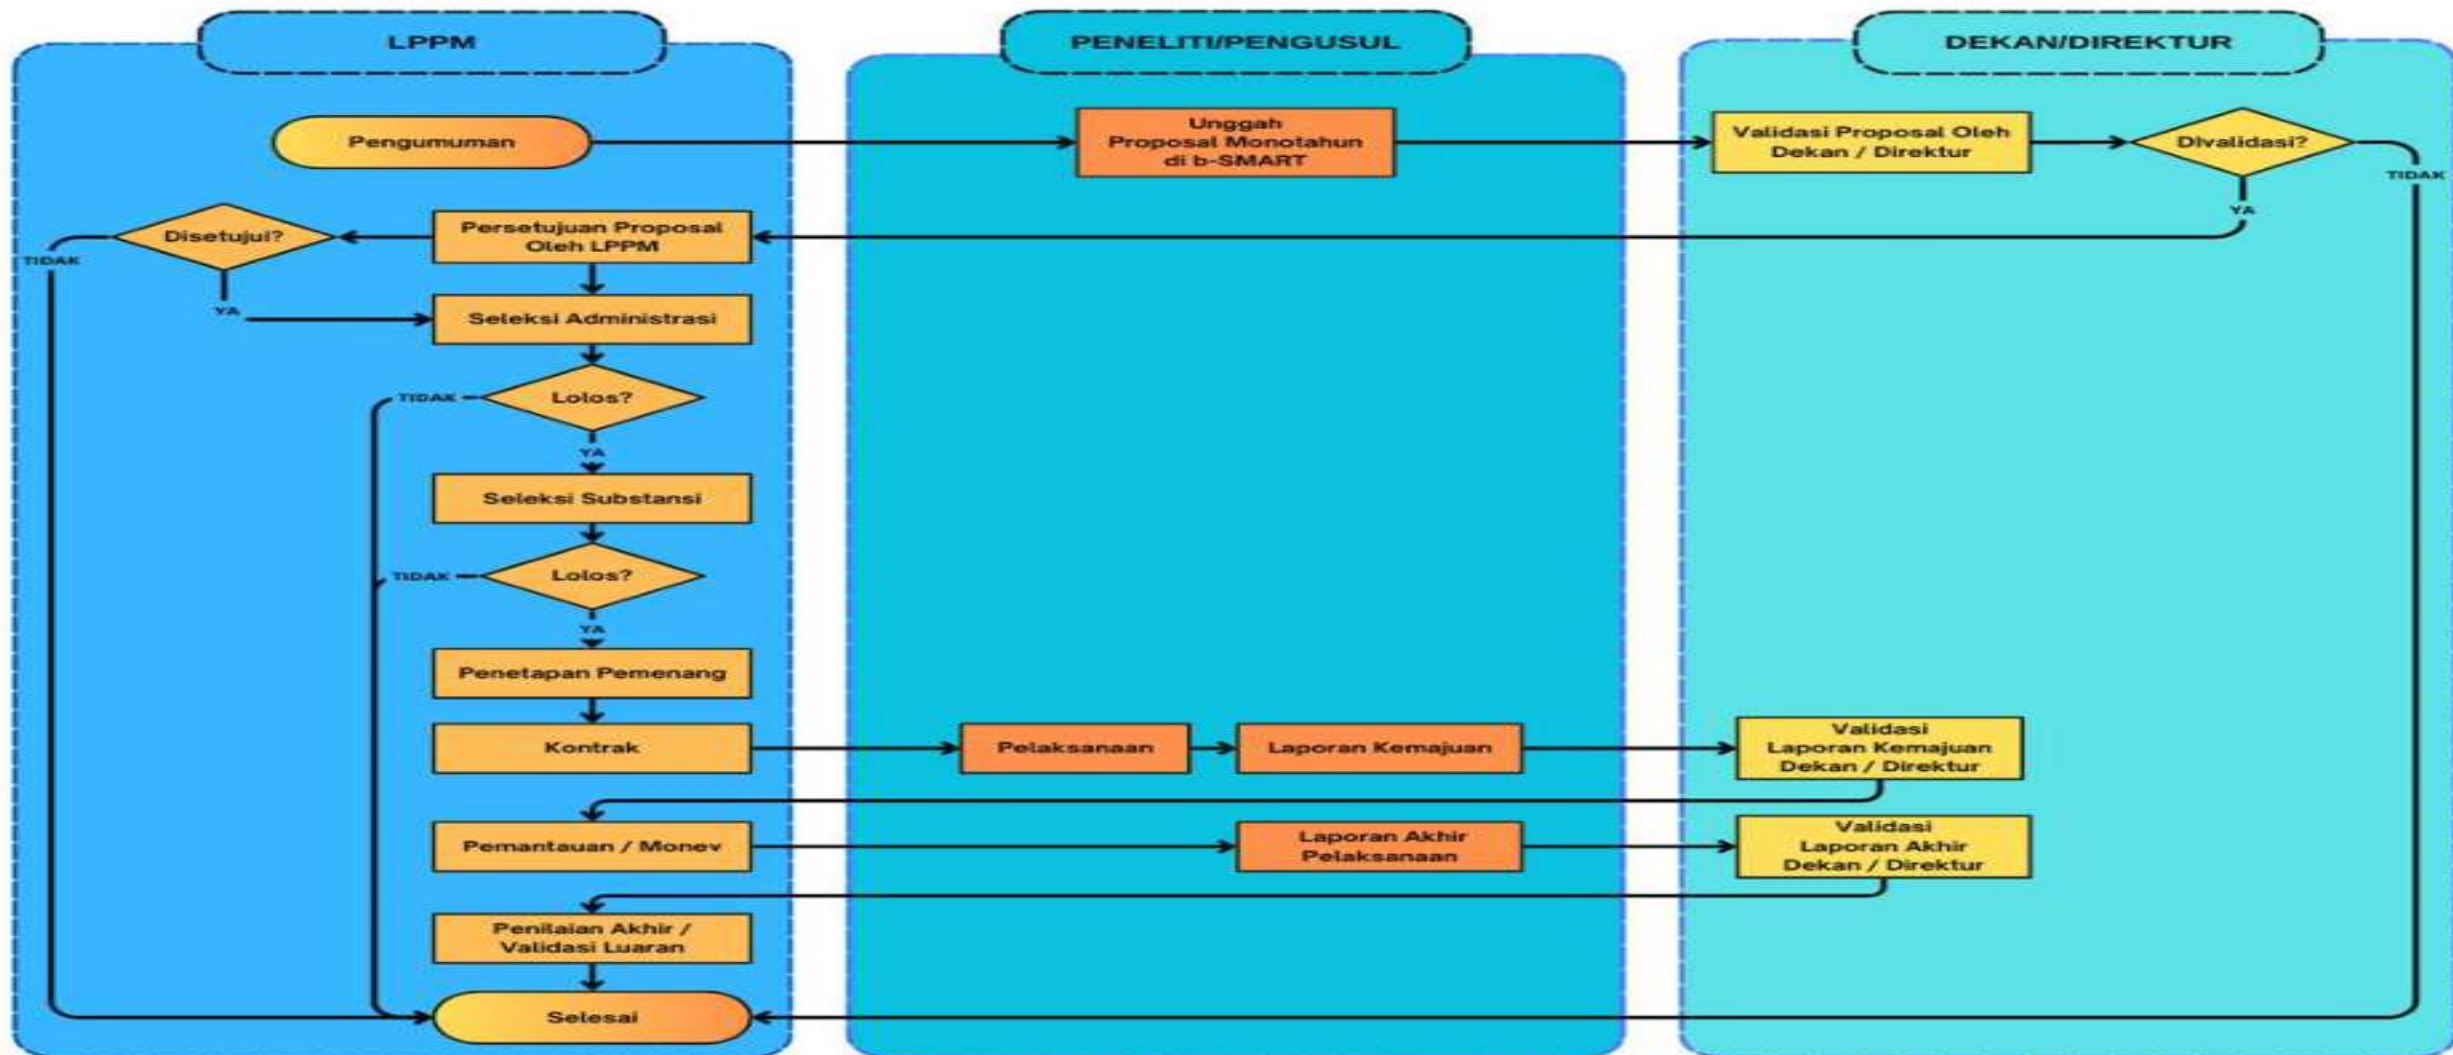 LPPM
PENELITI/PENGUSUL
DEKAN/DIREKTUR
Pengumuman
Unggah
Proposal Monotahun
di b-SMART
Validasi Proposal Oleh
Dekan / Direktur
Divalidasi?
TIDAK
YA
Disetujui?
Persetujuan Proposal
Oleh LPPM
TIDAK
YA
Seleksi Administrasi
TIDAK
Lolos?
YA
Seleksi Substansi
TIDAK
Lolos?
YA
Penetapan Pemenang
Kontrak
Pelaksanaan
Laporan Kemajuan
Validasi
Laporan Kemajuan
Dekan / Direktur
Pemantauan / Monev
Laporan Akhir
Pelaksanaan
Validasi
Laporan Akhir
Dekan / Direktur
Penilaian Akhir /
Validasi Luaran
Selesai